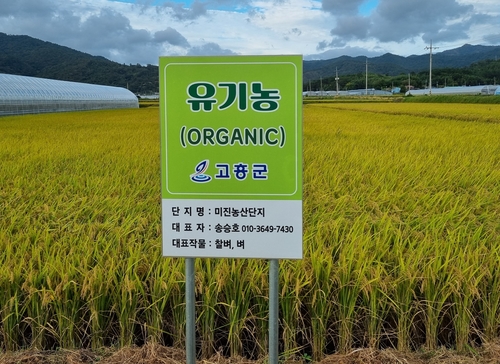 유기농
(ORGANIC)
고흥군
단 지 명 : 미진농산단지
대 표 자 : 송승호 010-3649-7430
대표작물 : 찰벼, 벼